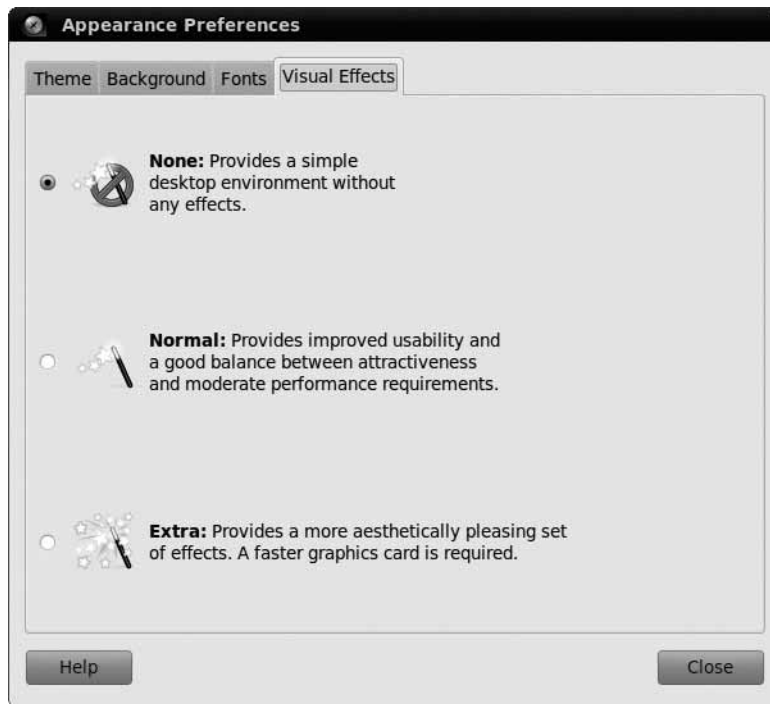 Appearance Preferences
Theme Background Fonts Visual Effects
None: Provides a simple
desktop environment without
any effects.
Normal: Provides improved usability and
a good balance between attractiveness
and moderate performance requirements.
Extra: Provides a more aesthetically pleasing set
of effects. A faster graphics card is required.
Help Close